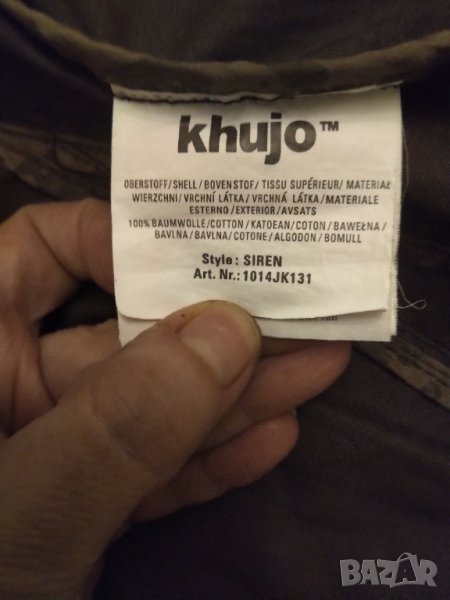 khujo™
OBERSTOFF/SHELL/BOVENSTOF/TISSU SUPÉRIEUR/MATERIAŁ
WIERZCHNI/VRCHNÍ LÁTKA/VRCHNÁ LÁTKA/MATERIALE
ESTERNO/EXTERIOR/AVSATS
100% BAUMWOLLE/COTTON/KATOEAN/COTON/BAWEŁNA/
BAVLNA/BAVLNA/COTONE/ALGODON/BOMULL
Style: SIREN
Art. Nr.: 1014JK131
BAZAR